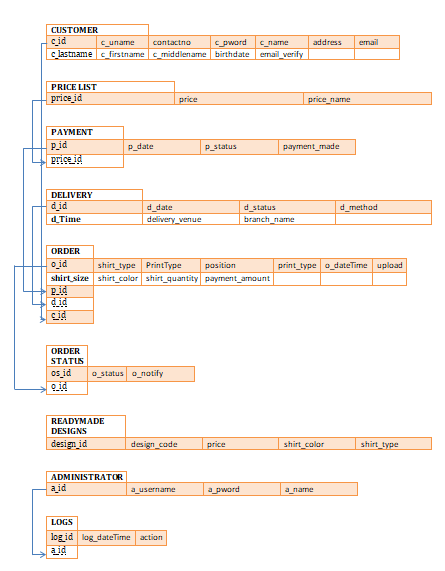 CUSTOMER
c_id c_uname contactno c_pword c_name address email
c_lastname c_firstname c_middlename birthdate email_verify
PRICE LIST
price_id price price_name
PAYMENT
p_id p_date p_status payment_made
price_id
DELIVERY
d_id d_date d_status d_method
d_Time delivery_venue branch_name
ORDER
o_id shirt_type PrintType position print_type o_dateTime upload
shirt_size shirt_color shirt_quantity payment_amount
p_id
d_id
c_id
ORDER
STATUS
os_id o_status o_notify
o_id
READYMADE
DESIGNS
design_id design_code price shirt_color shirt_type
ADMINISTRATOR
a_id a_username a_pword a_name
LOGS
log_id log_dateTime action
a_id